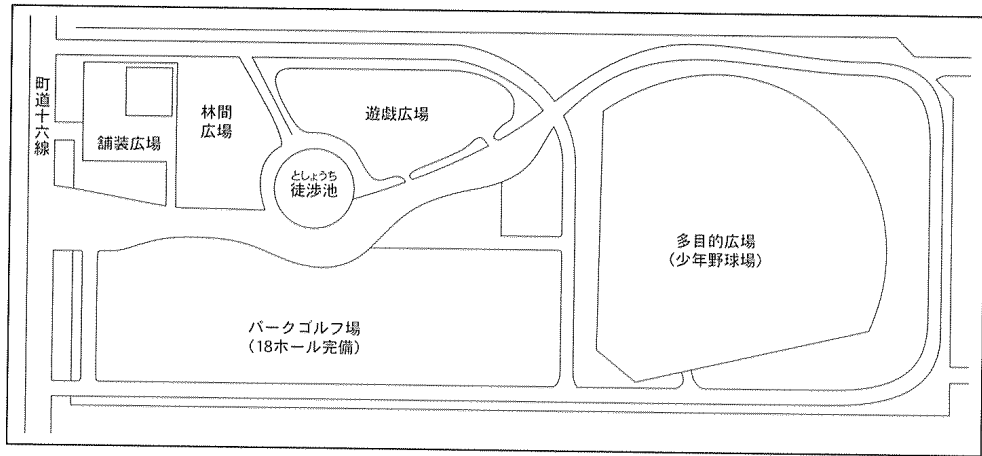 町道十六線
舗装広場
林間
広場
遊戯広場
としょうち
徒渉池
多目的広場
(少年野球場)
パークゴルフ場
(18ホール完備)